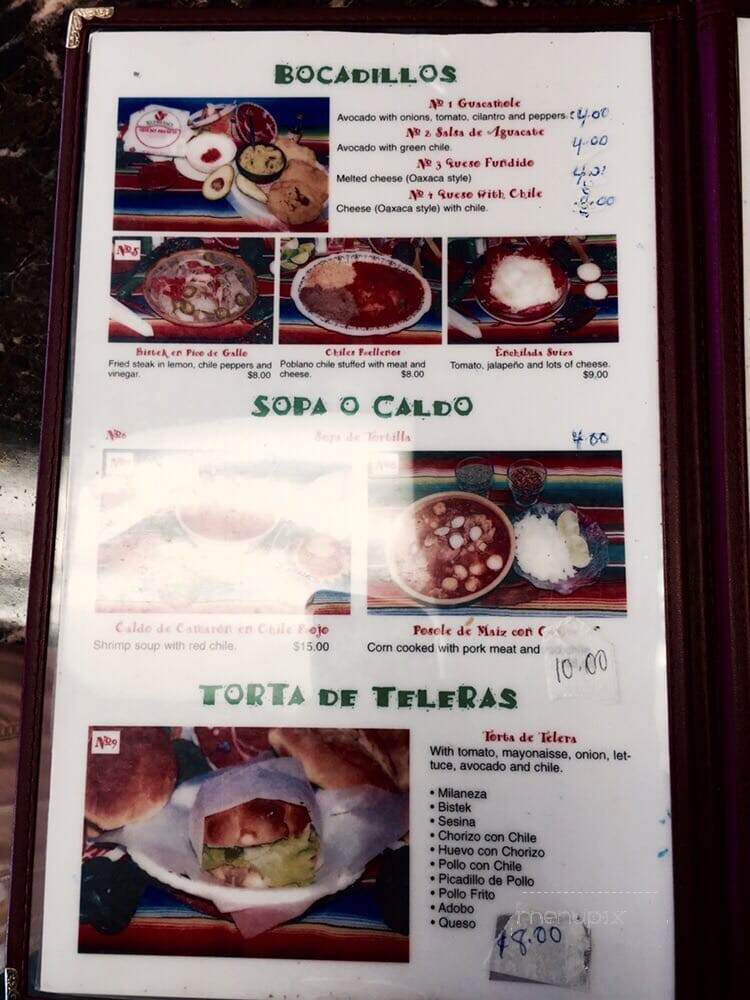 BOCADILLOS
№ 1 Guacamole
Avocado with onions, tomato, cilantro and peppers. 4.00
№ 2 Salsa de Aguacate
Avocado with green chile. 4.00
№ 3 Queso Fundido
Melted cheese (Oaxaca style)
№ 4 Queso with Chile
Cheese (Oaxaca style) with chile. 8.00
№5
Bistek en Pico de Gallo
Fried steak in lemon, chile peppers and
vinegar. $8.00
Chiles Rellenos
Poblano chile stuffed with meat and
cheese. $8.00
Enchilada Suiza
Tomato, jalapeño and lots of cheese.
$9.00
SOPA O CALDO
№6 Sopa de Tortilla 4.00
Caldo de Camarón en Chile Rojo
Shrimp soup with red chile. $15.00
Posole de Maiz con
Corn cooked with pork meat and
10.00
TORTA DE TELERAS
№9
Torta de Telera
With tomato, mayonaisse, onion, let-
tuce, avocado and chile.
• Milaneza
• Bistek
• Sesina
• Chorizo con Chile
• Huevo con Chorizo
• Pollo con Chile
• Picadillo de Pollo
• Pollo Frito
• Adobo
• Queso
menupix
$8.00